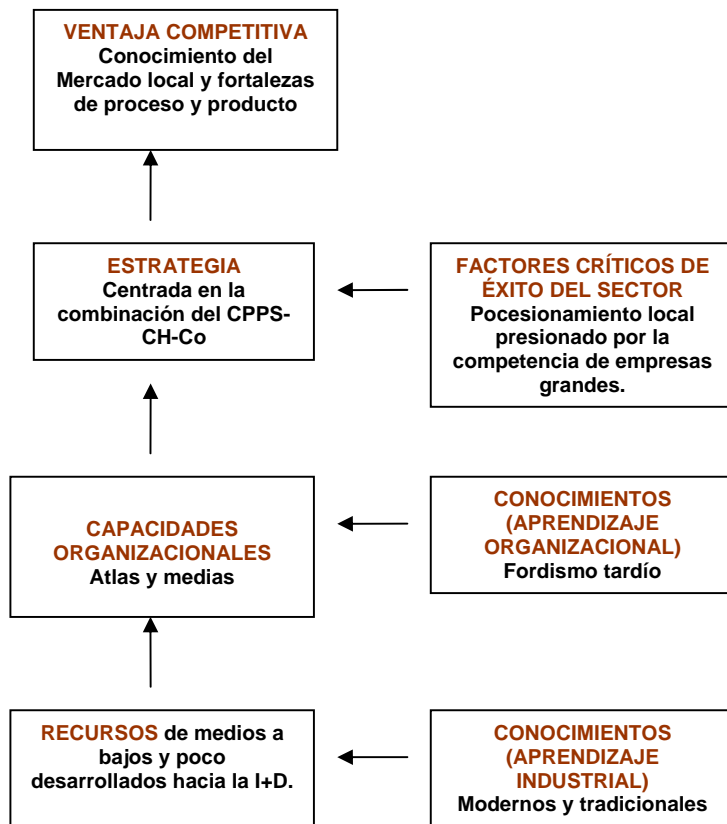 VENTAJA COMPETITIVA
Conocimiento del
Mercado local y fortalezas
de proceso y producto
ESTRATEGIA
Centrada en la
combinación del CPPS-
CH-Co
FACTORES CRÍTICOS DE
ÉXITO DEL SECTOR
Pocesionamiento local
presionado por la
competencia de empresas
grandes.
CAPACIDADES
ORGANIZACIONALES
Atlas y medias
CONOCIMIENTOS
(APRENDIZAJE
ORGANIZACIONAL)
Fordismo tardío
RECURSOS de medios a
bajos y poco
desarrollados hacia la I+D.
CONOCIMIENTOS
(APRENDIZAJE
INDUSTRIAL)
Modernos y tradicionales